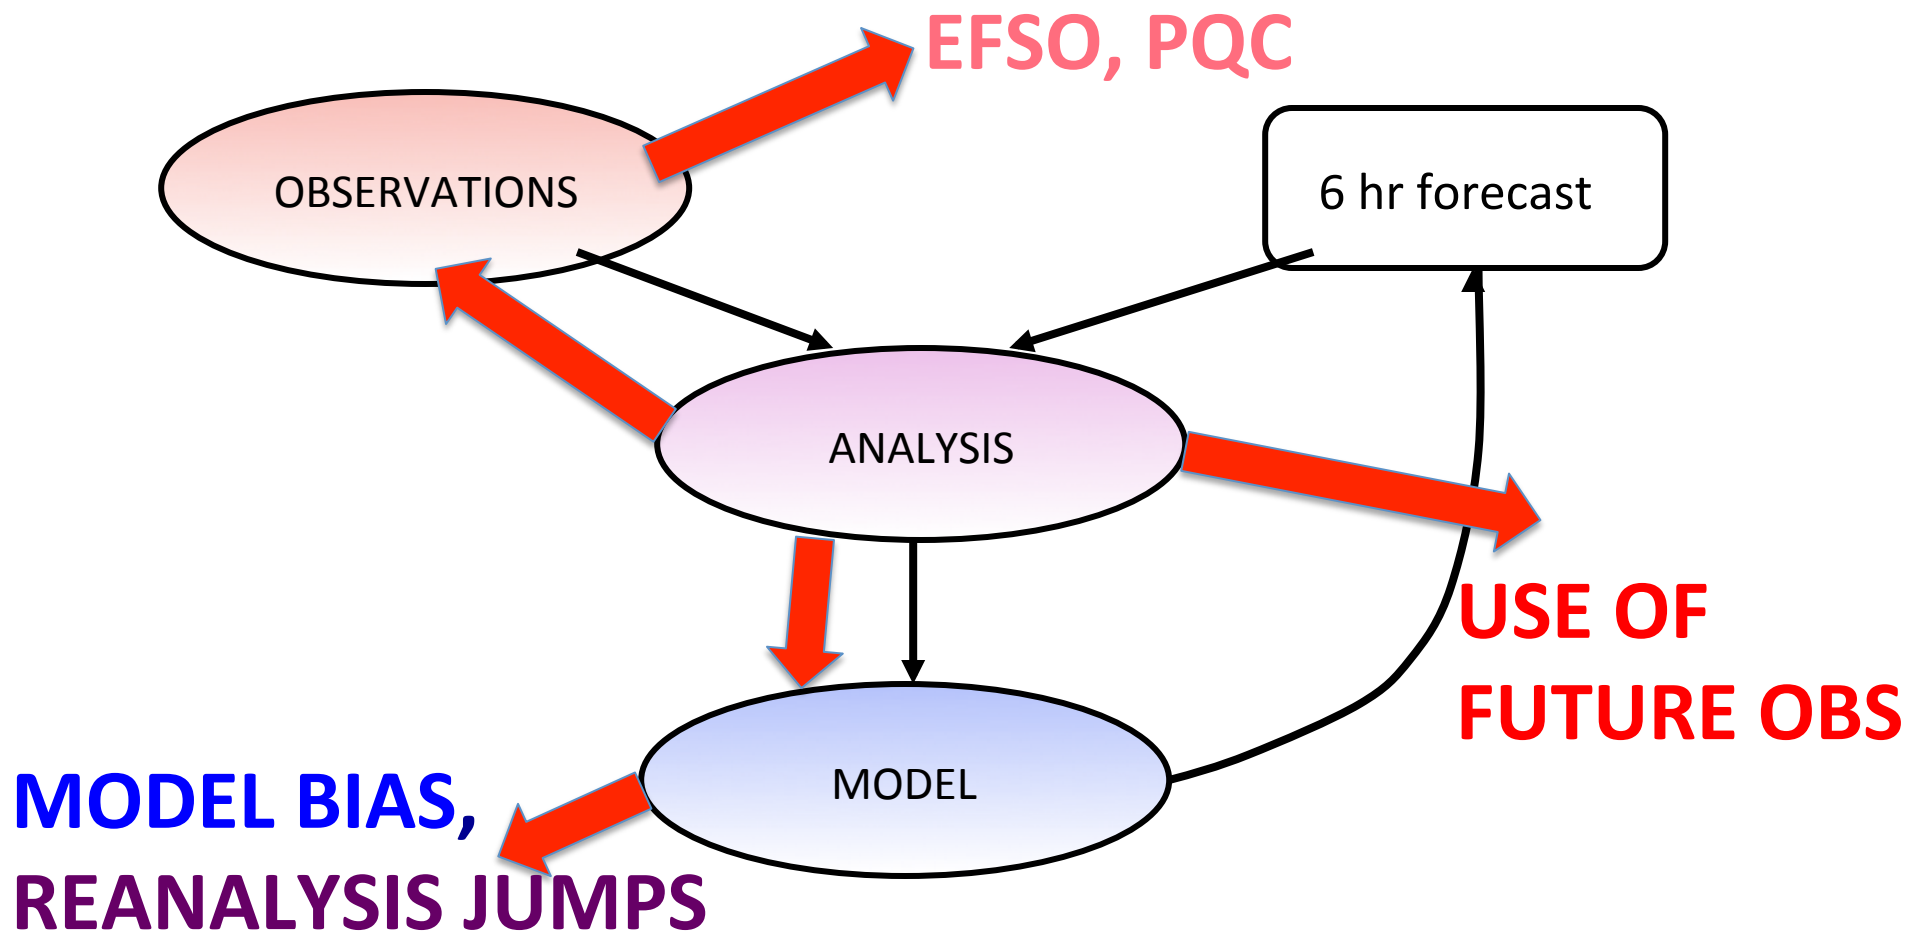 EFSO, PQC
OBSERVATIONS
6 hr forecast
ANALYSIS
USE OF
FUTURE OBS
MODEL
MODEL BIAS,
REANALYSIS JUMPS